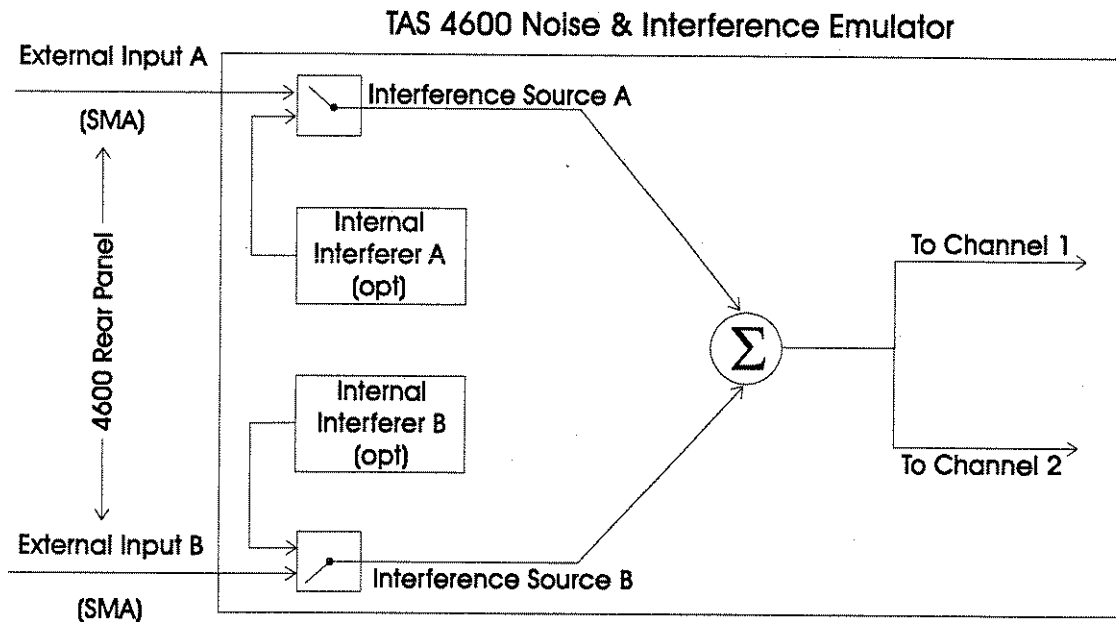 TAS 4600 Noise & Interference Emulator
External Input A
(SMA)
Interference Source A
Internal
Interferer A
(opt)
4600 Rear Panel
To Channel 1
Σ
Internal
Interferer B
(opt)
To Channel 2
External Input B
(SMA)
Interference Source B